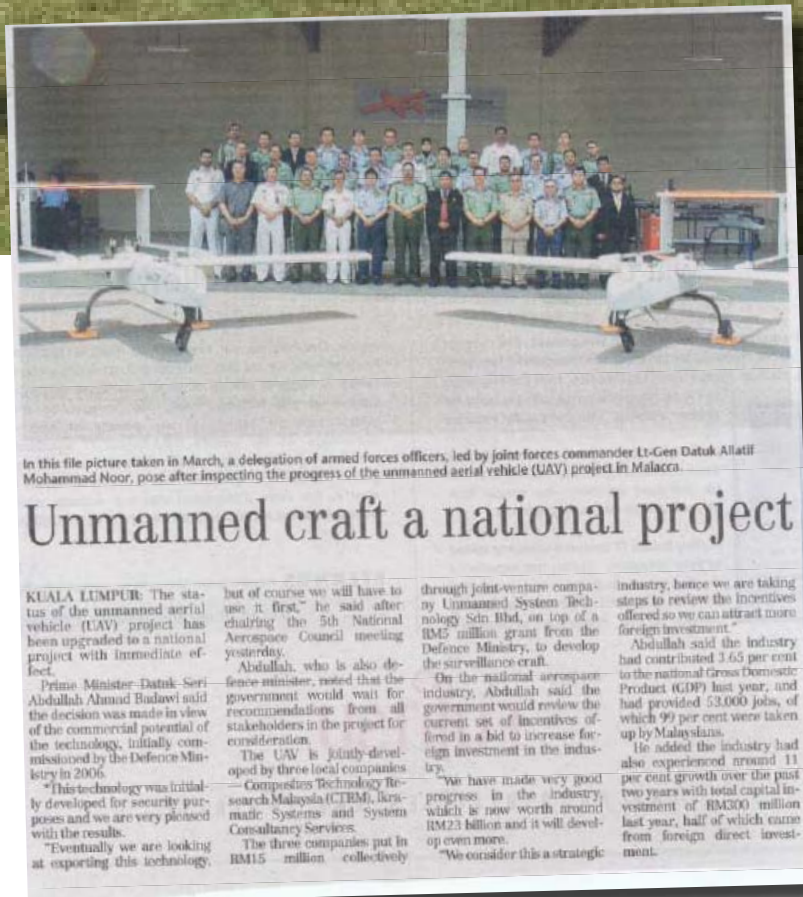 In this file picture taken in March, a delegation of armed forces officers, led by joint forces commander Lt-Gen Datuk Allatif
Mohammad Noor, pose after inspecting the progress of the unmanned aerial vehicle (UAV) project in Malacca.
Unmanned craft a national project
KUALA LUMPUR: The sta-
tus of the unmanned aerial
vehicle (UAV) project has
been upgraded to a national
project with immediate ef-
fect.
Prime Minister Datuk Seri
Abdullah Ahmad Badawi said
the decision was made in view
of the commercial potential of
the technology, initially com-
missioned by the Defence Min-
istry in 2006.
"This technology was initial-
ly developed for security pur-
poses and we are very pleased
with the results.
"Eventually we are looking
at exporting this technology,
but of course we will have to
use it first," he said after
chairing the 5th National
Aerospace Council meeting
yesterday.
Abdullah, who is also de-
fence minister, noted that the
government would wait for
recommendations from all
stakeholders in the project for
consideration.
The UAV is jointly-devel-
oped by three local companies
— Composites Technology Re-
search Malaysia (CTRM), Ikra-
matic Systems and System
Consultancy Services.
The three companies put in
RM15 million collectively
through joint-venture compa-
ny Unmanned System Tech-
nology Sdn Bhd, on top of a
RM5 million grant from the
Defence Ministry, to develop
the surveillance craft.
On the national aerospace
industry, Abdullah said the
government would review the
current set of incentives of-
fered in a bid to increase for-
eign investment in the indus-
try.
"We have made very good
progress in the industry,
which is now worth around
RM23 billion and it will devel-
op even more.
"We consider this a strategic
industry, hence we are taking
steps to review the incentives
offered so we can attract more
foreign investment."
Abdullah said the industry
had contributed 3.65 per cent
to the national Gross Domestic
Product (GDP) last year, and
had provided 53,000 jobs, of
which 99 per cent were taken
up by Malaysians.
He added the industry had
also experienced around 11
per cent growth over the past
two years with total capital in-
vestment of RM300 million
last year, half of which came
from foreign direct invest-
ment.